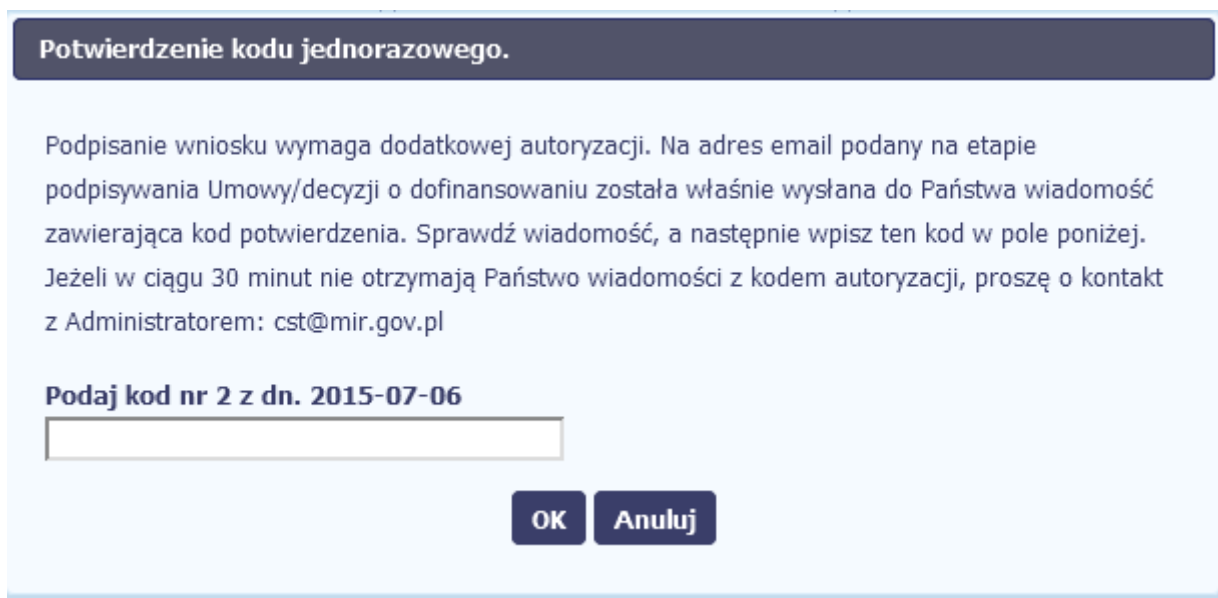 Potwierdzenie kodu jednorazowego.
Podpisanie wniosku wymaga dodatkowej autoryzacji. Na adres email podany na etapie
podpisywania Umowy/decyzji o dofinansowaniu została właśnie wysłana do Państwa wiadomość
zawierająca kod potwierdzenia. Sprawdź wiadomość, a następnie wpisz ten kod w pole poniżej.
Jeżeli w ciągu 30 minut nie otrzymają Państwo wiadomości z kodem autoryzacji, proszę o kontakt
z Administratorem: cst@mir.gov.pl
Podaj kod nr 2 z dn. 2015-07-06
OK Anuluj